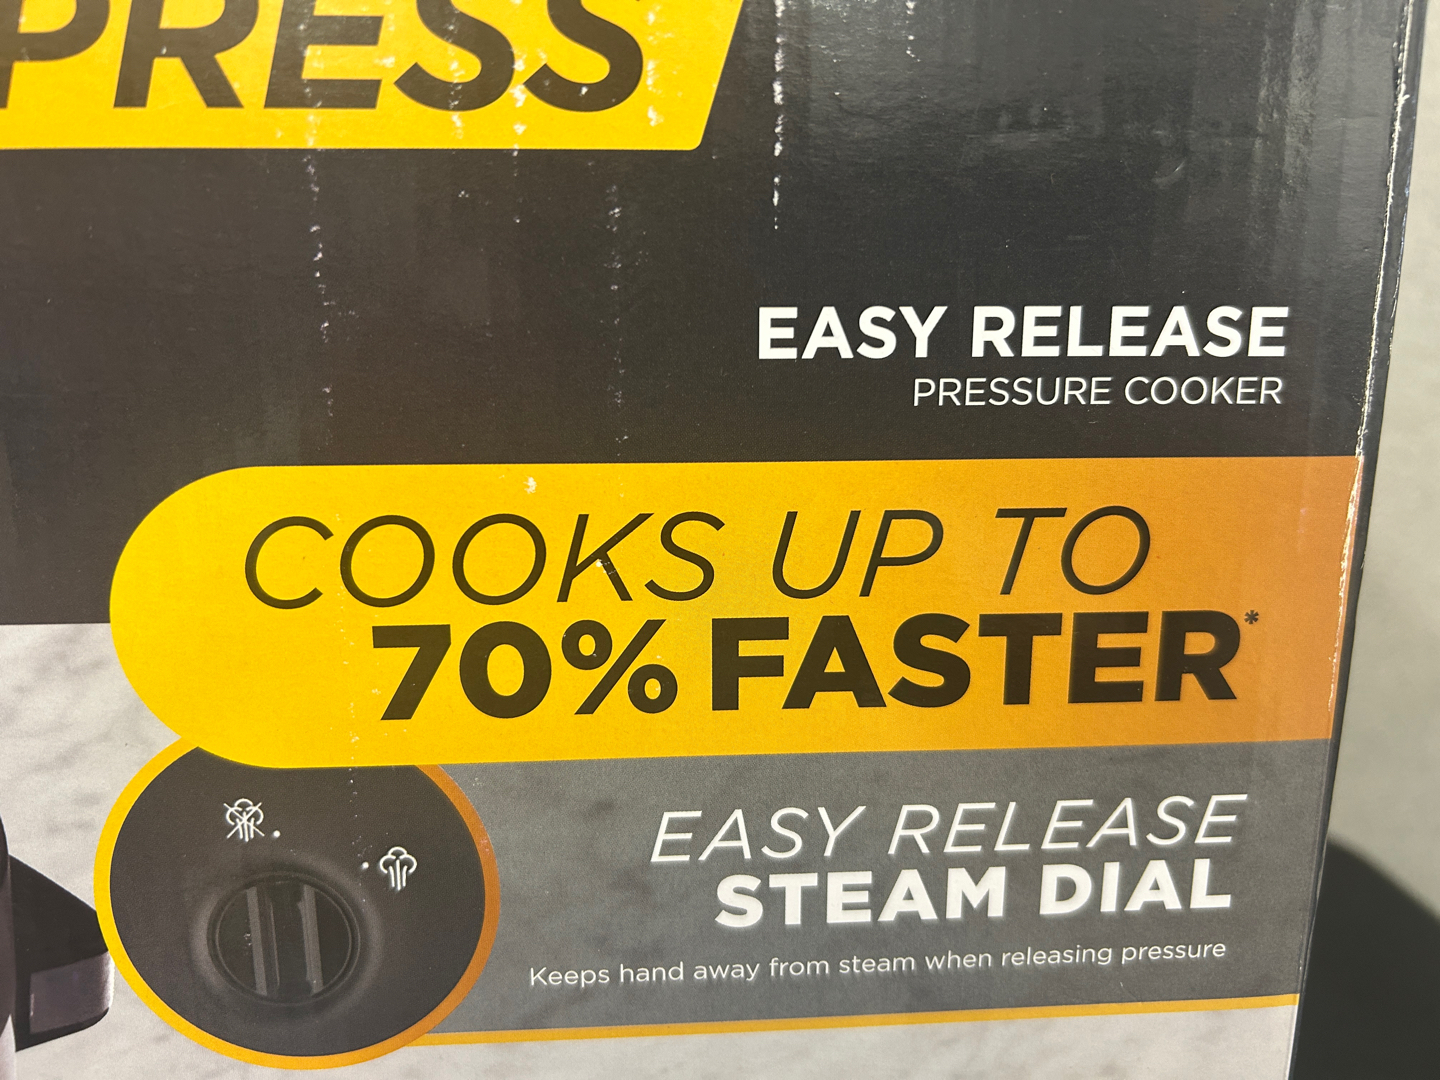 PRESS
EASY RELEASE
PRESSURE COOKER
COOKS UP TO
70% FASTER*
EASY RELEASE
STEAM DIAL
Keeps hand away from steam when releasing pressure